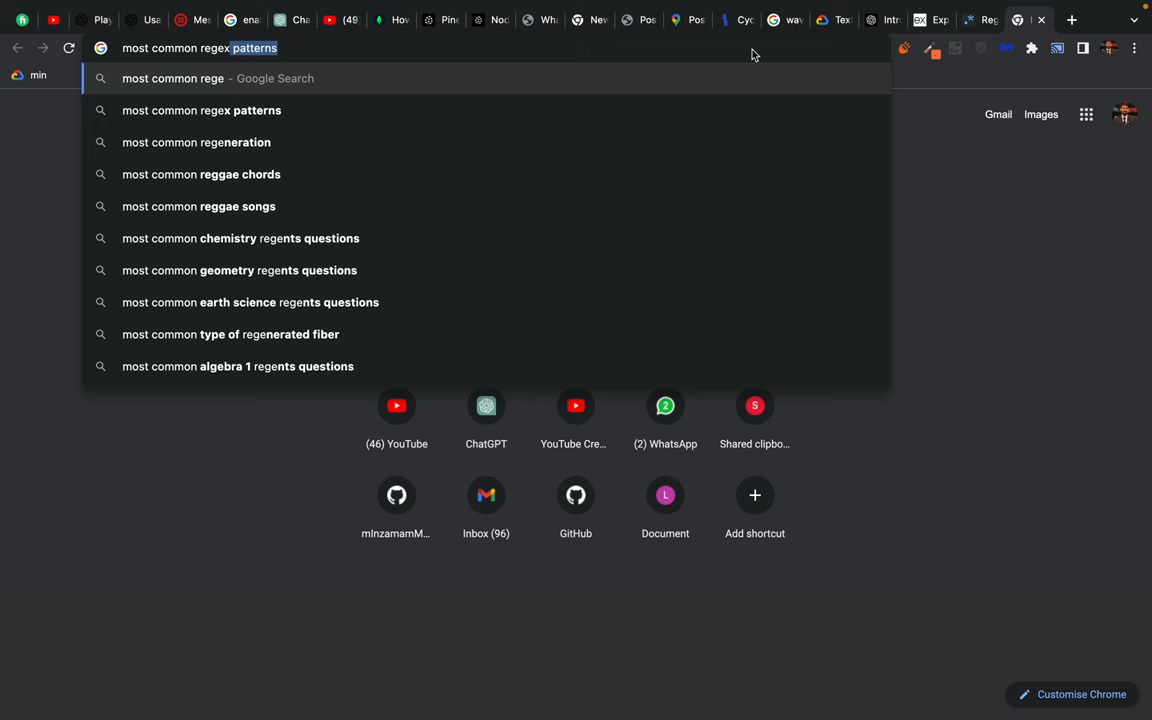 Play
Usa
Mes
ena
Cha
(49)
How
Pine
Nod
Wha
New
Pos
Pos
Cyc
wav
Text
Intr
Exp
Reg
most common regex patterns
min
most common rege - Google Search
most common regex patterns
most common regeneration
most common reggae chords
most common reggae songs
most common chemistry regents questions
most common geometry regents questions
most common earth science regents questions
most common type of regenerated fiber
most common algebra 1 regents questions
Gmail Images
(46) YouTube ChatGPT YouTube Cre... (2) WhatsApp Shared clipbo...
mInzamamM... Inbox (96) GitHub Document Add shortcut
Customise Chrome